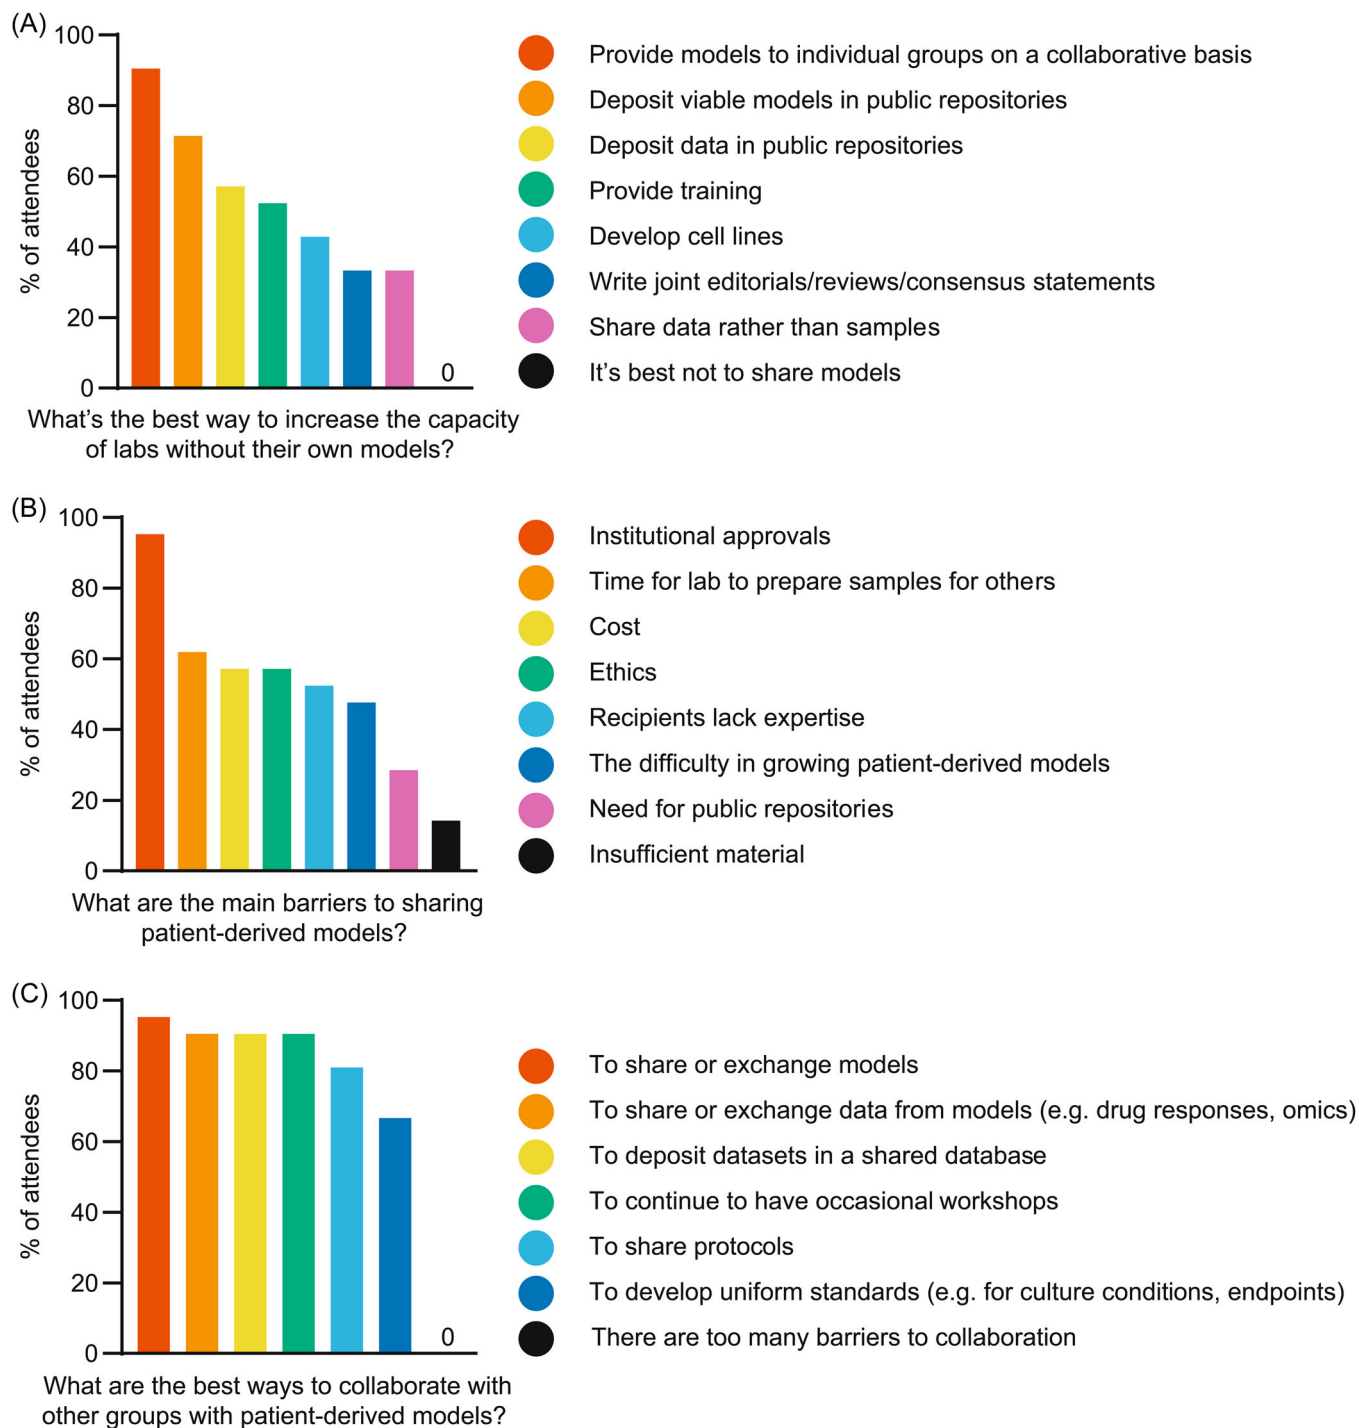 (A)
100
80
60
40
20
0
% of attendees
0
What's the best way to increase the capacity
of labs without their own models?
Provide models to individual groups on a collaborative basis
Deposit viable models in public repositories
Deposit data in public repositories
Provide training
Develop cell lines
Write joint editorials/reviews/consensus statements
Share data rather than samples
It's best not to share models
(B)
100
80
60
40
20
0
% of attendees
What are the main barriers to sharing
patient-derived models?
Institutional approvals
Time for lab to prepare samples for others
Cost
Ethics
Recipients lack expertise
The difficulty in growing patient-derived models
Need for public repositories
Insufficient material
(C)
100
80
60
40
20
0
% of attendees
0
What are the best ways to collaborate with
other groups with patient-derived models?
To share or exchange models
To share or exchange data from models (e.g. drug responses, omics)
To deposit datasets in a shared database
To continue to have occasional workshops
To share protocols
To develop uniform standards (e.g. for culture conditions, endpoints)
There are too many barriers to collaboration